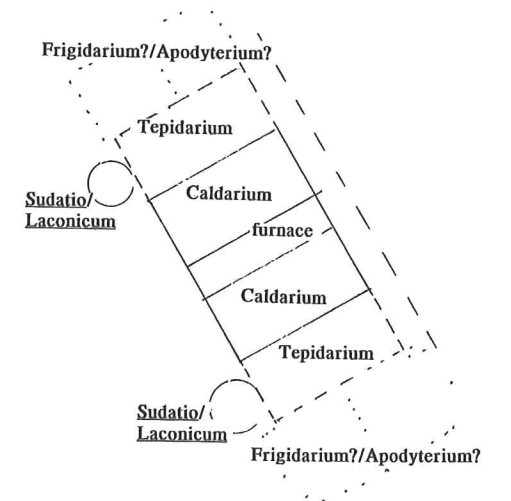 Frigidarium?/Apodyterium?
Tepidarium
Caldarium
Sudatio/
Laconicum
furnace
Caldarium
Tepidarium
Sudatio/
Laconicum
Frigidarium?/Apodyterium?